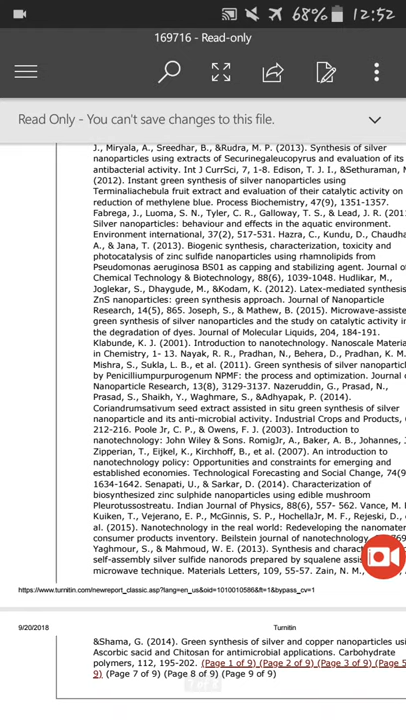 68% 12:52
169716 - Read-only
Read Only - You can't save changes to this file.
J., Miryala, A., Sreedhar, B., &Rudra, M. P. (2013). Synthesis of silver
nanoparticles using extracts of Securinegaleucopyrus and evaluation of its
antibacterial activity. Int J CurrSci, 7, 1-8. Edison, T. J. I., &Sethuraman, M
(2012). Instant green synthesis of silver nanoparticles using
Terminaliachebula fruit extract and evaluation of their catalytic activity on
reduction of methylene blue. Process Biochemistry, 47(9), 1351-1357.
Fabrega, J., Luoma, S. N., Tyler, C. R., Galloway, T. S., & Lead, J. R. (201
Silver nanoparticles: behaviour and effects in the aquatic environment.
Environment international, 37(2), 517-531. Hazra, C., Kundu, D., Chaudha
A., & Jana, T. (2013). Biogenic synthesis, characterization, toxicity and
photocatalysis of zinc sulfide nanoparticles using rhamnolipids from
Pseudomonas aeruginosa BS01 as capping and stabilizing agent. Journal of
Chemical Technology & Biotechnology, 88(6), 1039-1048. Hudlikar, M.,
Joglekar, S., Dhaygude, M., &Kodam, K. (2012). Latex-mediated synthesis
ZnS nanoparticles: green synthesis approach. Journal of Nanoparticle
Research, 14(5), 865. Joseph, S., & Mathew, B. (2015). Microwave-assiste
green synthesis of silver nanoparticles and the study on catalytic activity in
the degradation of dyes. Journal of Molecular Liquids, 204, 184-191.
Klabunde, K. J. (2001). Introduction to nanotechnology. Nanoscale Materia
in Chemistry, 1- 13. Nayak, R. R., Pradhan, N., Behera, D., Pradhan, K. M.
Mishra, S., Sukla, L. B., et al. (2011). Green synthesis of silver nanoparticl
by Penicilliumpurpurogenum NPMF: the process and optimization. Journal o
Nanoparticle Research, 13(8), 3129-3137. Nazeruddin, G., Prasad, N.,
Prasad, S., Shaikh, Y., Waghmare, S., &Adhyapak, P. (2014).
Coriandrumsativum seed extract assisted in situ green synthesis of silver
nanoparticle and its anti-microbial activity. Industrial Crops and Products,
212-216. Poole Jr, C. P., & Owens, F. J. (2003). Introduction to
nanotechnology: John Wiley & Sons. RomigJr, A., Baker, A. B., Johannes, J
Zipperian, T., Eijkel, K., Kirchhoff, B., et al. (2007). An introduction to
nanotechnology policy: Opportunities and constraints for emerging and
established economies. Technological Forecasting and Social Change, 74(9
1634-1642. Senapati, U., & Sarkar, D. (2014). Characterization of
biosynthesized zinc sulphide nanoparticles using edible mushroom
Pleurotussostreatu. Indian Journal of Physics, 88(6), 557- 562. Vance, M.
Kuiken, T., Vejerano, E. P., McGinnis, S. P., HochellaJr, M. F., Rejeski, D.,
al. (2015). Nanotechnology in the real world: Redeveloping the nanomater
consumer products inventory. Beilstein journal of nanotechnology, 769
Yaghmour, S., & Mahmoud, W. E. (2013). Synthesis and charact
self-assembly silver sulfide nanorods prepared by squalene assis
microwave technique. Materials Letters, 109, 55-57. Zain, N. M.,
https://www.turnitin.com/newreport_classic.asp?lang=en_us&oid=1010010586&ft=1&bypass_cv=1
9/20/2018 Turnitin
&Shama, G. (2014). Green synthesis of silver and copper nanoparticles usi
Ascorbic sacid and Chitosan for antimicrobial applications. Carbohydrate
polymers, 112, 195-202. (Page 1 of 9) (Page 2 of 9) (Page 3 of 9) (Page 5
9) (Page 7 of 9) (Page 8 of 9) (Page 9 of 9)